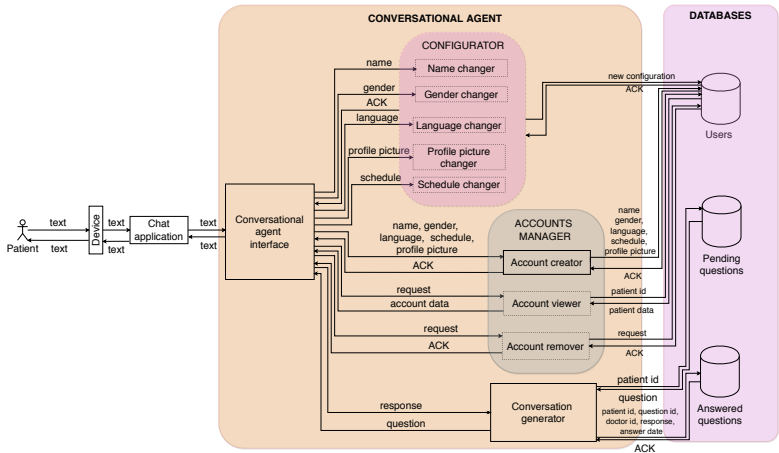 CONVERSATIONAL AGENT
DATABASES
CONFIGURATOR
name
Name changer
gender
Gender changer
ACK
language
Language changer
profile picture
Profile picture
changer
schedule
Schedule changer
new configuration
ACK
Users
Patient
text
text
Device
text
text
Chat
application
text
text
Conversational
agent
interface
name, gender,
language, schedule,
profile picture
ACK
ACCOUNTS
MANAGER
Account creator
name
gender,
language,
schedule,
profile picture
ACK
Pending
questions
request
account data
Account viewer
patient id
patient data
request
ACK
Account remover
request
ACK
response
question
Conversation
generator
patient id
question
patient id, question id,
doctor id, response,
answer date
ACK
Answered
questions